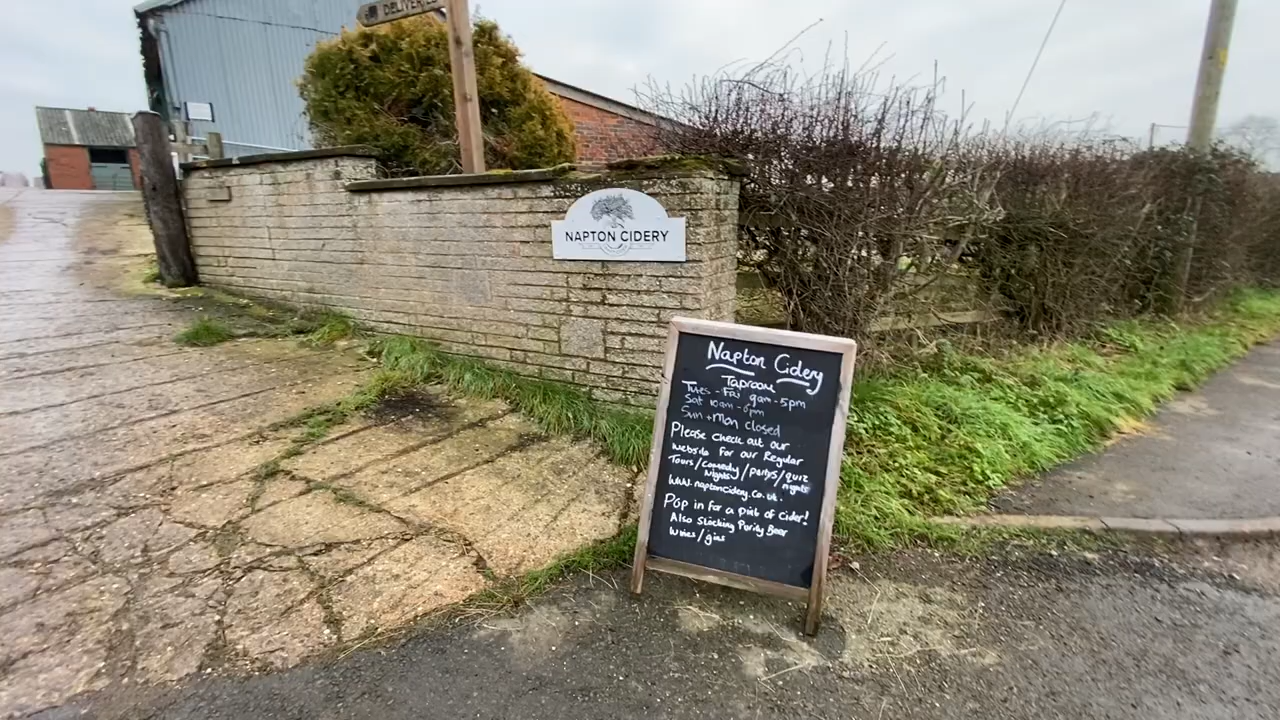 DELIVERIES
NAPTON CIDERY
Napton Cidery
Taproom
Tues - Fri 9am - 5pm
Sat 10am - 6pm
Sun + Mon closed
Please check out our
website for our Regular
Tours / Comedy Nights / Partys / quiz nights
www.naptoncidery.co.uk.
Pop in for a pint of cider!
Also stocking Purity Beer
Wines / gins